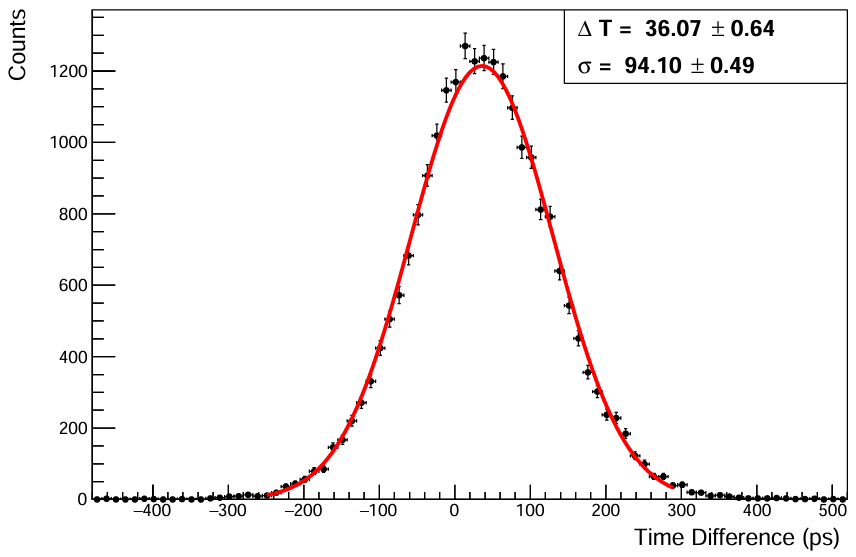 Counts
Δ T = 36.07 ± 0.64
σ = 94.10 ± 0.49
1200
1000
800
600
400
200
0
−400 −300 −200 −100 0 100 200 300 400 500
Time Difference (ps)